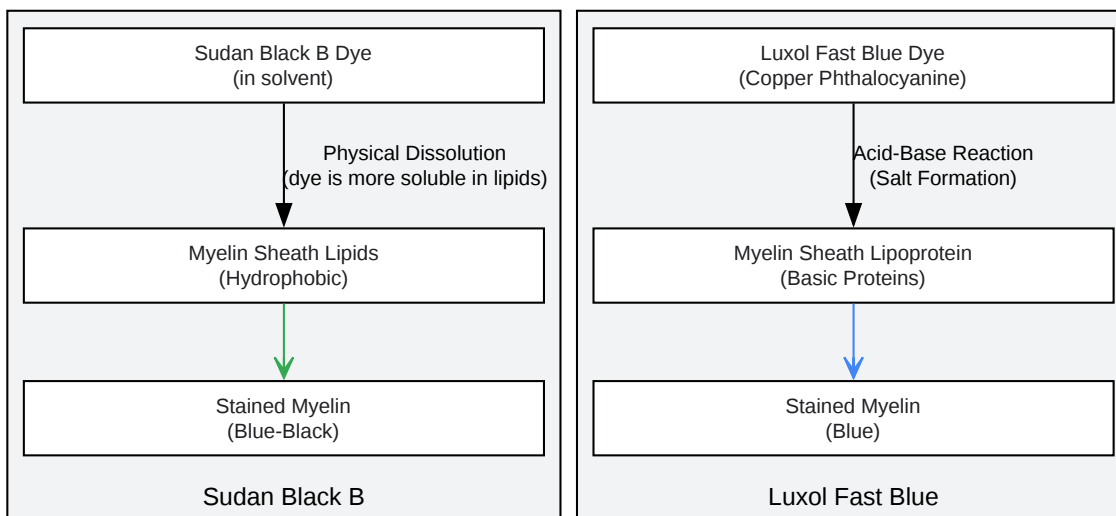 Sudan Black B Dye
(in solvent)
Physical Dissolution
(dye is more soluble in lipids)
Myelin Sheath Lipids
(Hydrophobic)
Stained Myelin
(Blue-Black)
Sudan Black B
Luxol Fast Blue Dye
(Copper Phthalocyanine)
Acid-Base Reaction
(Salt Formation)
Myelin Sheath Lipoprotein
(Basic Proteins)
Stained Myelin
(Blue)
Luxol Fast Blue